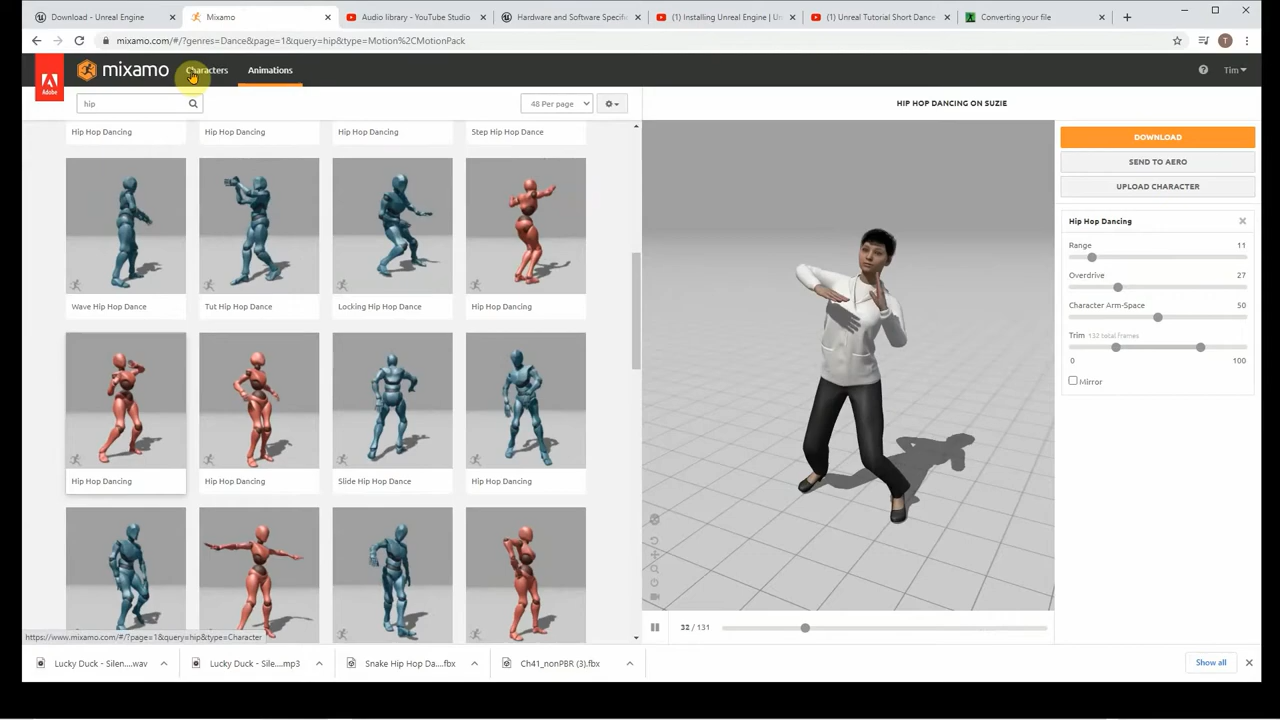 Download - Unreal Engine
Mixamo
Audio library - YouTube Studio
Hardware and Software Specific
(1) Installing Unreal Engine | Un
(1) Unreal Tutorial Short Dance
Converting your file
mixamo.com/#/?genres=Dance&page=1&query=hip&type=Motion%2CMotionPack
T
Adobe
mixamo
Characters
Animations
Tim
hip
48 Per page
HIP HOP DANCING ON SUZIE
Hip Hop Dancing
Hip Hop Dancing
Hip Hop Dancing
Step Hip Hop Dance
DOWNLOAD
SEND TO AERO
UPLOAD CHARACTER
Hip Hop Dancing
Range 11
Overdrive 27
Character Arm-Space 50
Trim 132 total frames
0 100
Mirror
Wave Hip Hop Dance
Tut Hip Hop Dance
Locking Hip Hop Dance
Hip Hop Dancing
Hip Hop Dancing
Hip Hop Dancing
Slide Hip Hop Dance
Hip Hop Dancing
32 / 131
https://www.mixamo.com/#/?page=1&query=hip&type=Character
Lucky Duck - Silen....wav
Lucky Duck - Sile....mp3
Snake Hip Hop Da....fbx
Ch41_nonPBR (3).fbx
Show all